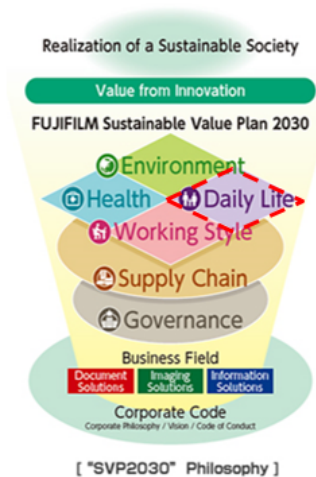 Realization of a Sustainable Society
Value from Innovation
FUJIFILM Sustainable Value Plan 2030
Environment
Health
Daily Life
Working Style
Supply Chain
Governance
Business Field
Document Solutions
Imaging Solutions
Information Solutions
Corporate Code
Corporate Philosophy / Vision / Code of Conduct
[ "SVP2030" Philosophy ]